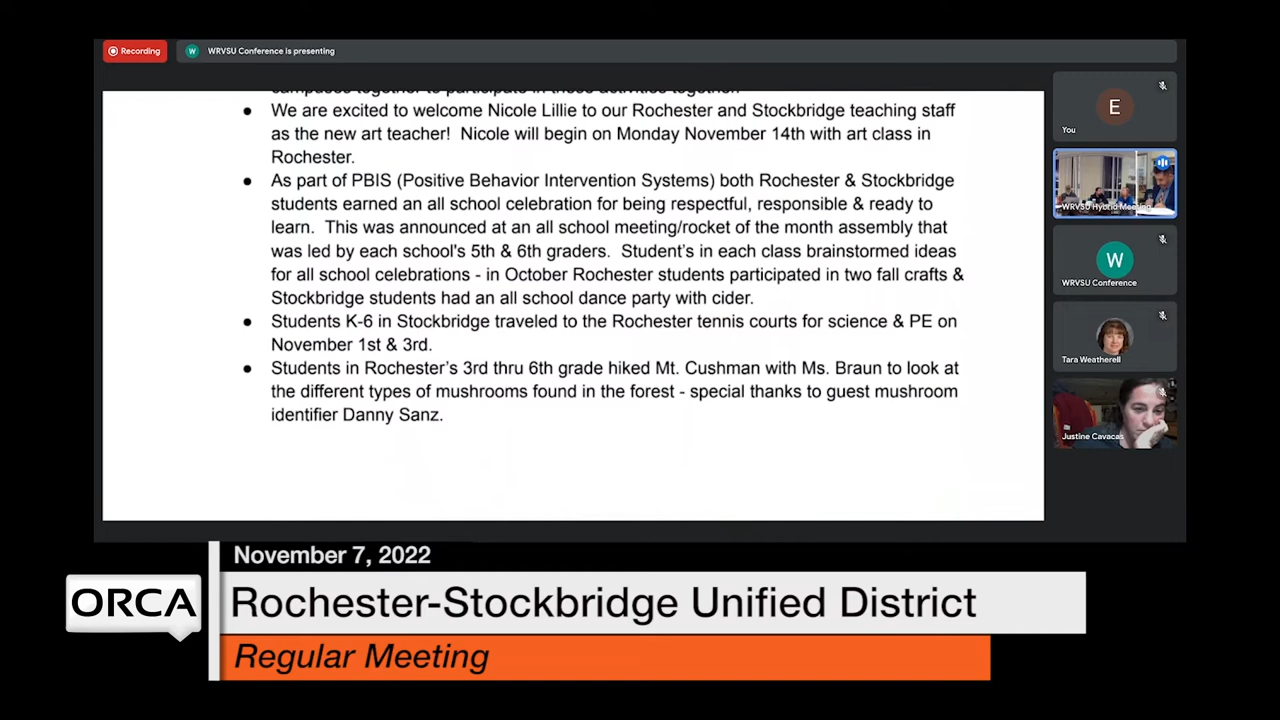 Recording
W
WRVSU Conference is presenting
campuses together to participate in these activities together.
● We are excited to welcome Nicole Lillie to our Rochester and Stockbridge teaching staff
as the new art teacher!  Nicole will begin on Monday November 14th with art class in
Rochester.
● As part of PBIS (Positive Behavior Intervention Systems) both Rochester & Stockbridge
students earned an all school celebration for being respectful, responsible & ready to
learn.  This was announced at an all school meeting/rocket of the month assembly that
was led by each school's 5th & 6th graders.  Student's in each class brainstormed ideas
for all school celebrations - in October Rochester students participated in two fall crafts &
Stockbridge students had an all school dance party with cider.
● Students K-6 in Stockbridge traveled to the Rochester tennis courts for science & PE on
November 1st & 3rd.
● Students in Rochester's 3rd thru 6th grade hiked Mt. Cushman with Ms. Braun to look at
the different types of mushrooms found in the forest - special thanks to guest mushroom
identifier Danny Sanz.
E
You
WRVSU Hybrid Meeting
W
WRVSU Conference
Tara Weatherell
Justine Cavacas
November 7, 2022
ORCA
Rochester-Stockbridge Unified District
Regular Meeting